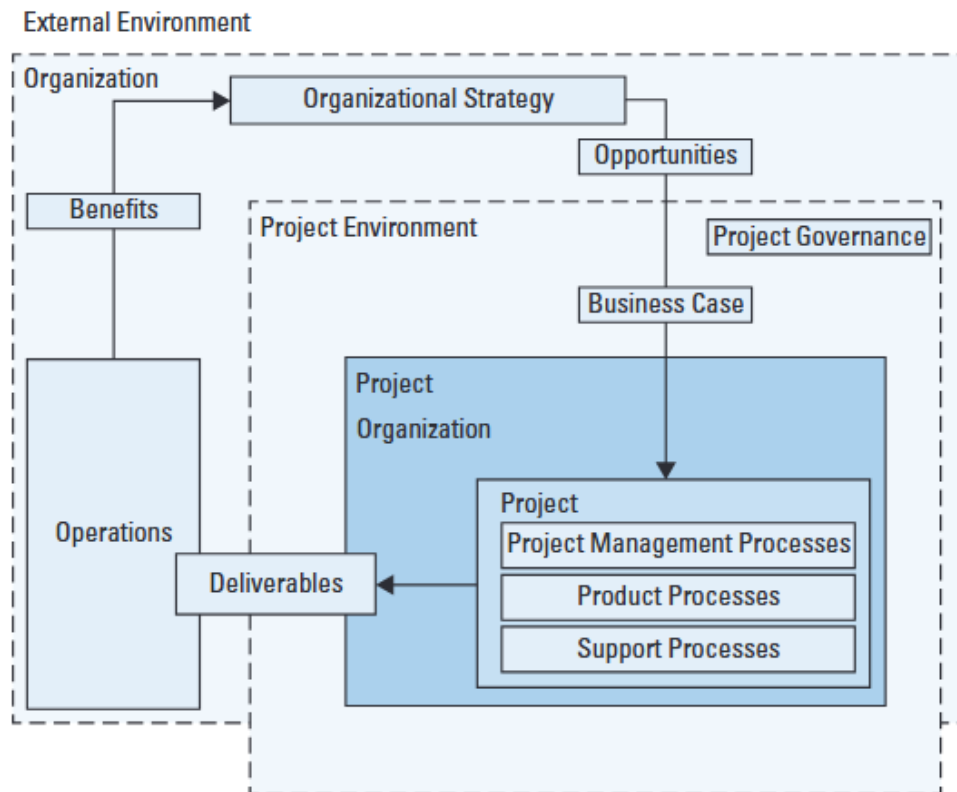 External Environment
Organization
Organizational Strategy
Opportunities
Benefits
Project Environment
Project Governance
Business Case
Project
Organization
Operations
Project
Project Management Processes
Deliverables
Product Processes
Support Processes